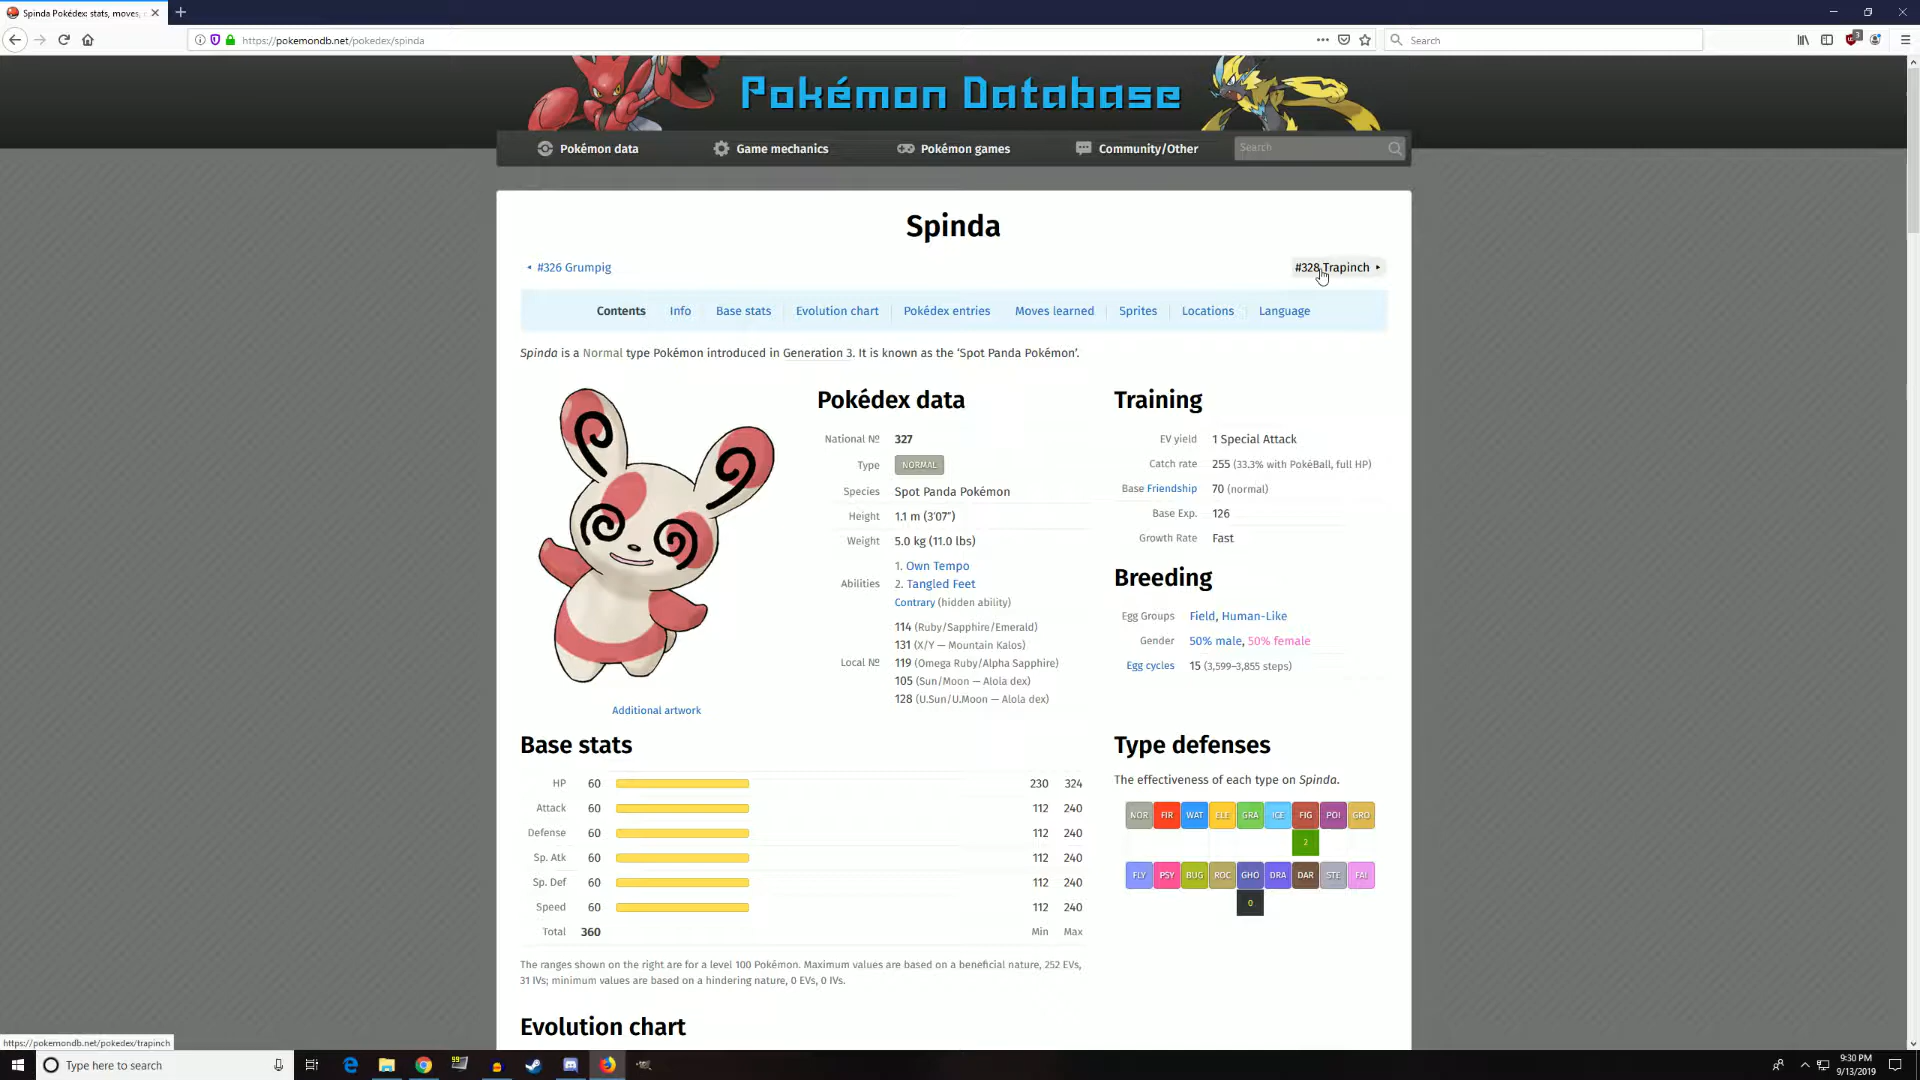 Spinda Pokédex: stats, moves,
https://pokemondb.net/pokedex/spinda
Search
3
Pokémon Database
Pokémon data
Game mechanics
Pokémon games
Community/Other
Search
Spinda
#326 Grumpig
#328 Trapinch
Contents Info Base stats Evolution chart Pokédex entries Moves learned Sprites Locations Language
Spinda is a Normal type Pokémon introduced in Generation 3. It is known as the ‘Spot Panda Pokémon’.
Additional artwork
Pokédex data
National № 327
Type NORMAL
Species Spot Panda Pokémon
Height 1.1 m (3′07″)
Weight 5.0 kg (11.0 lbs)
Abilities 1. Own Tempo
2. Tangled Feet
Contrary (hidden ability)
Local № 114 (Ruby/Sapphire/Emerald)
131 (X/Y — Mountain Kalos)
119 (Omega Ruby/Alpha Sapphire)
105 (Sun/Moon — Alola dex)
128 (U.Sun/U.Moon — Alola dex)
Training
EV yield 1 Special Attack
Catch rate 255 (33.3% with PokéBall, full HP)
Base Friendship 70 (normal)
Base Exp. 126
Growth Rate Fast
Breeding
Egg Groups Field, Human-Like
Gender 50% male, 50% female
Egg cycles 15 (3,599–3,855 steps)
Base stats
HP 60 230 324
Attack 60 112 240
Defense 60 112 240
Sp. Atk 60 112 240
Sp. Def 60 112 240
Speed 60 112 240
Total 360 Min Max
The ranges shown on the right are for a level 100 Pokémon. Maximum values are based on a beneficial nature, 252 EVs,
31 IVs; minimum values are based on a hindering nature, 0 EVs, 0 IVs.
Type defenses
The effectiveness of each type on Spinda.
NOR FIR WAT ELE GRA ICE FIG POI GRO
2
FLY PSY BUG ROC GHO DRA DAR STE FAI
0
Evolution chart
https://pokemondb.net/pokedex/trapinch
Type here to search
99
9:30 PM
9/13/2019